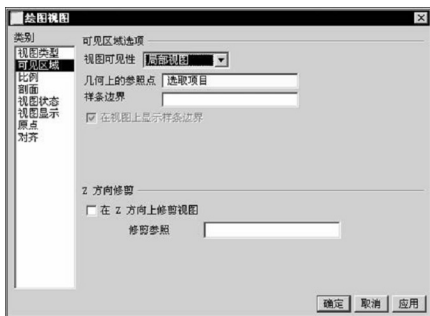 绘图视图
类别
视图类型
可见区域
比例
剖面
视图状态
视图显示
原点
对齐
可见区域选项
视图可见性 局部视图
几何上的参照点 选取项目
样条边界
在视图上显示样条边界
Z 方向修剪
在 Z 方向上修剪视图
修剪参照
确定 取消 应用